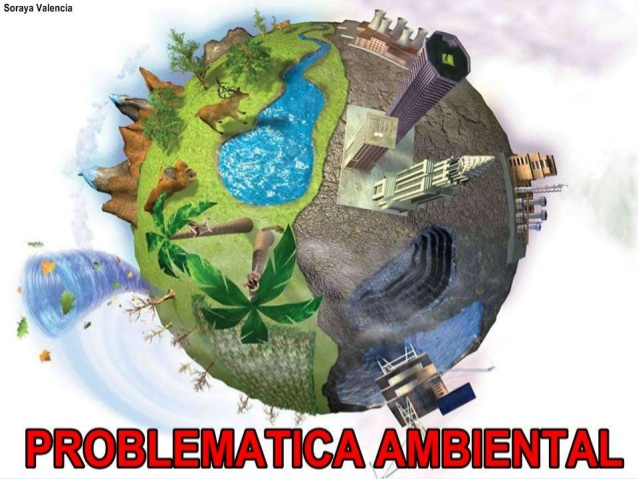 Soraya Valencia
PROBLEMATICA AMBIENTAL